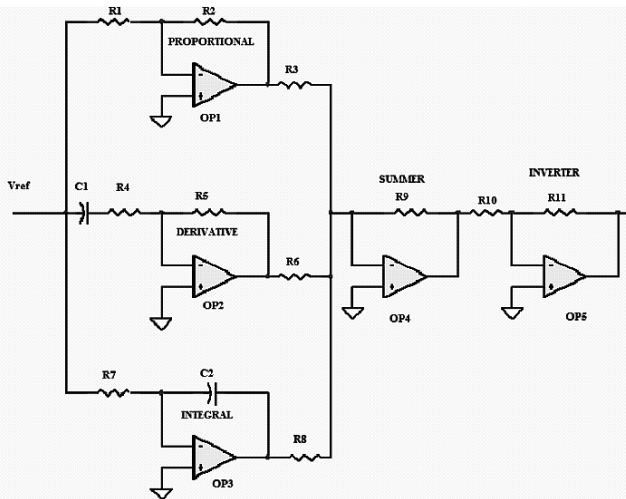 R1
R2
PROPORTIONAL
-
+
OP1
R3
Vref
C1
R4
R5
DERIVATIVE
-
+
OP2
R6
SUMMER
R9
-
+
OP4
R10
INVERTER
R11
-
+
OP5
R7
C2
INTEGRAL
-
+
OP3
R8